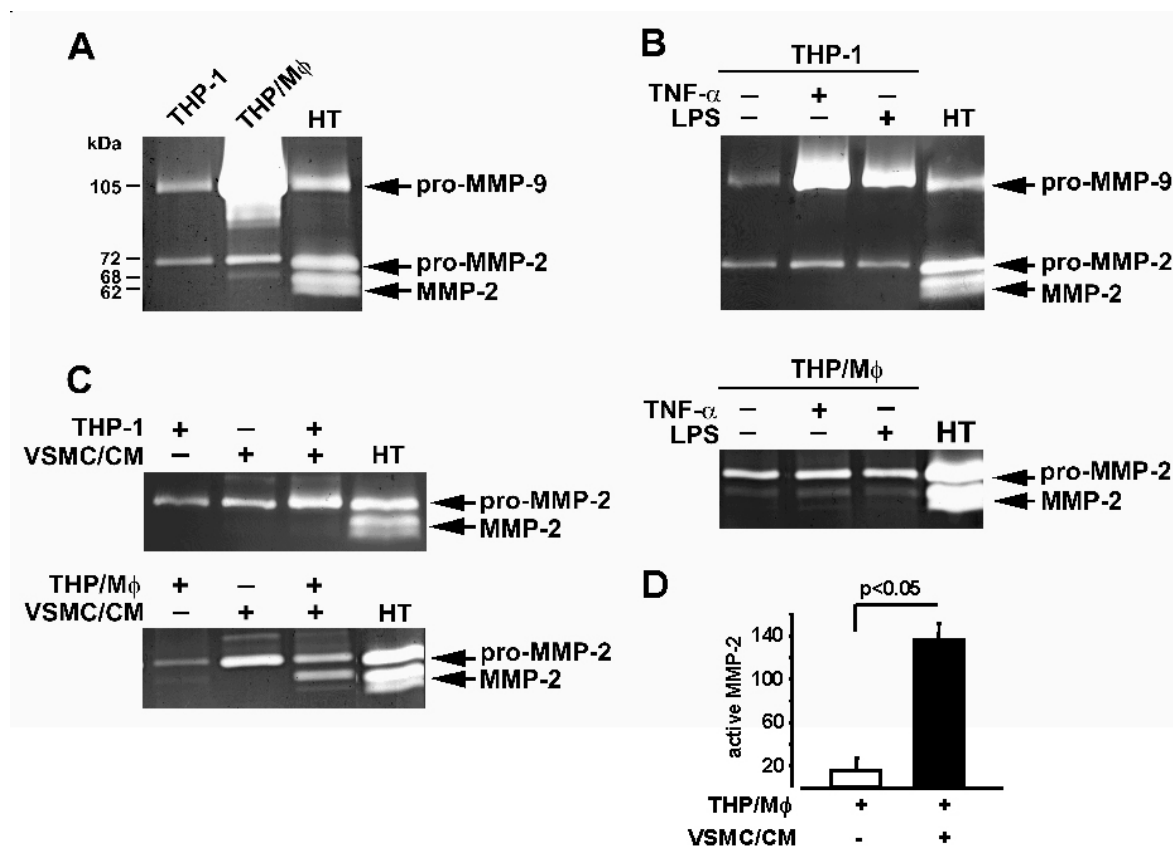 A
THP-1 THP/Mϕ HT
kDa
105
72
68
62
pro-MMP-9
pro-MMP-2
MMP-2
B
THP-1
TNF-α – + –
LPS – – + HT
pro-MMP-9
pro-MMP-2
MMP-2
THP/Mϕ
TNF-α – + –
LPS – – + HT
pro-MMP-2
MMP-2
C
THP-1 + – +
VSMC/CM – + + HT
pro-MMP-2
MMP-2
THP/Mϕ + – +
VSMC/CM – + + HT
pro-MMP-2
MMP-2
D
p<0.05
active MMP-2
140
100
60
20
THP/Mϕ + +
VSMC/CM - +